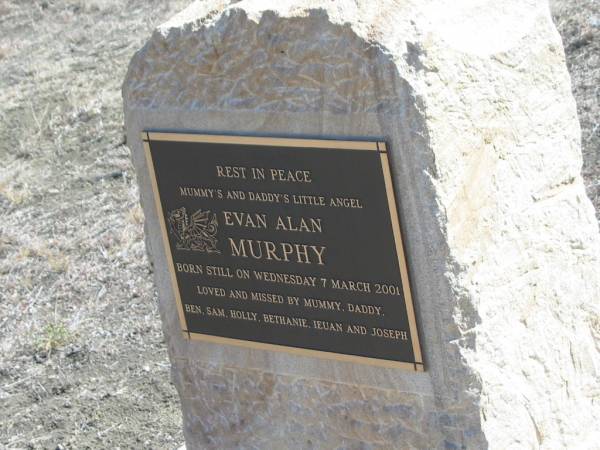 REST IN PEACE
MUMMY'S AND DADDY'S LITTLE ANGEL
EVAN ALAN
MURPHY
BORN STILL ON WEDNESDAY 7 MARCH 2001
LOVED AND MISSED BY MUMMY, DADDY,
BEN, SAM, HOLLY, BETHANIE, IEUAN AND JOSEPH